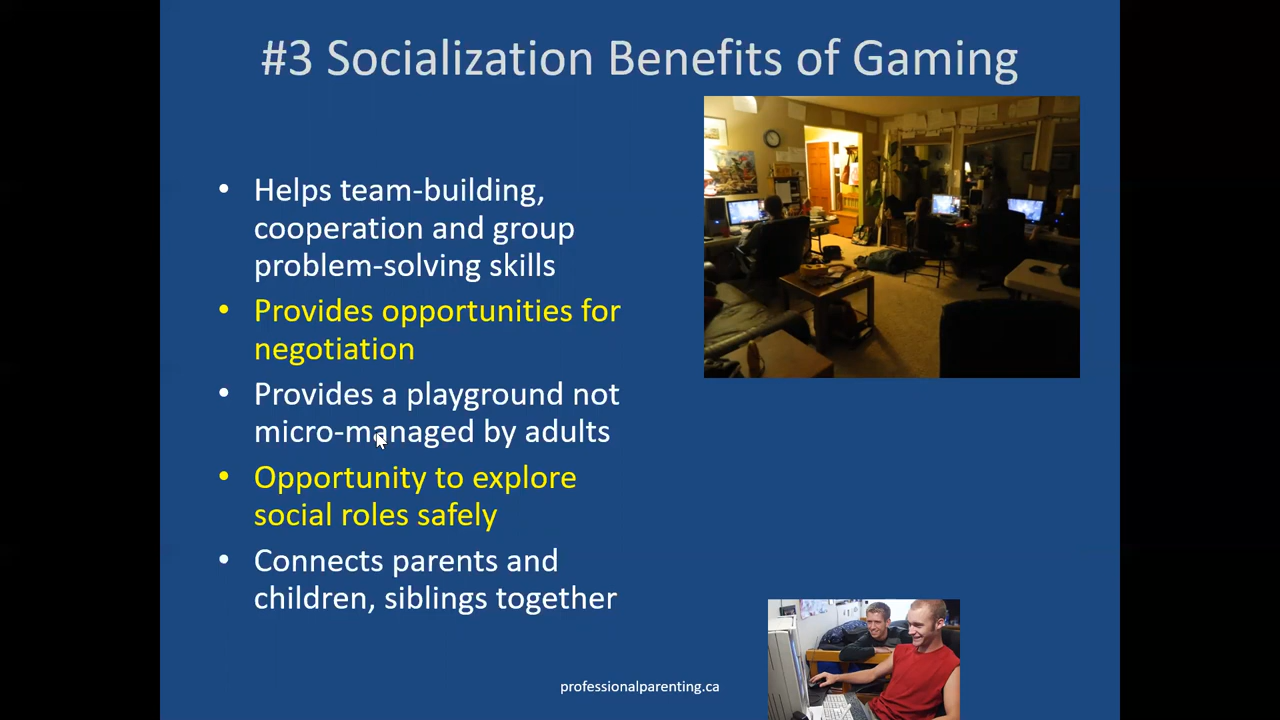 #3 Socialization Benefits of Gaming
• Helps team-building,
cooperation and group
problem-solving skills
• Provides opportunities for
negotiation
• Provides a playground not
micro-managed by adults
• Opportunity to explore
social roles safely
• Connects parents and
children, siblings together
professionalparenting.ca